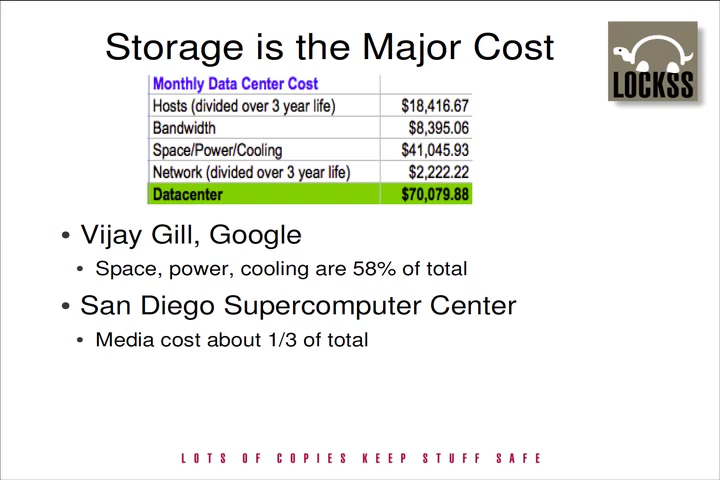 Storage is the Major Cost
LOCKSS
Monthly Data Center Cost
Hosts (divided over 3 year life) $18,416.67
Bandwidth $8,395.06
Space/Power/Cooling $41,045.93
Network (divided over 3 year life) $2,222.22
Datacenter $70,079.88
• Vijay Gill, Google
• Space, power, cooling are 58% of total
• San Diego Supercomputer Center
• Media cost about 1/3 of total
LOTS OF COPIES KEEP STUFF SAFE